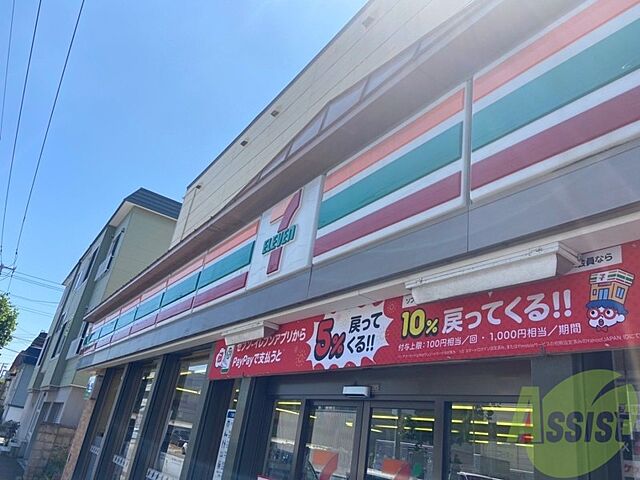 7
ELEVEN
セブン-イレブンアプリから
PayPayで支払うと
5%
戻って
くる!!
10%戻ってくる!!
付与上限:100円相当/回・1,000円相当/期間
会員なら
ASSIST